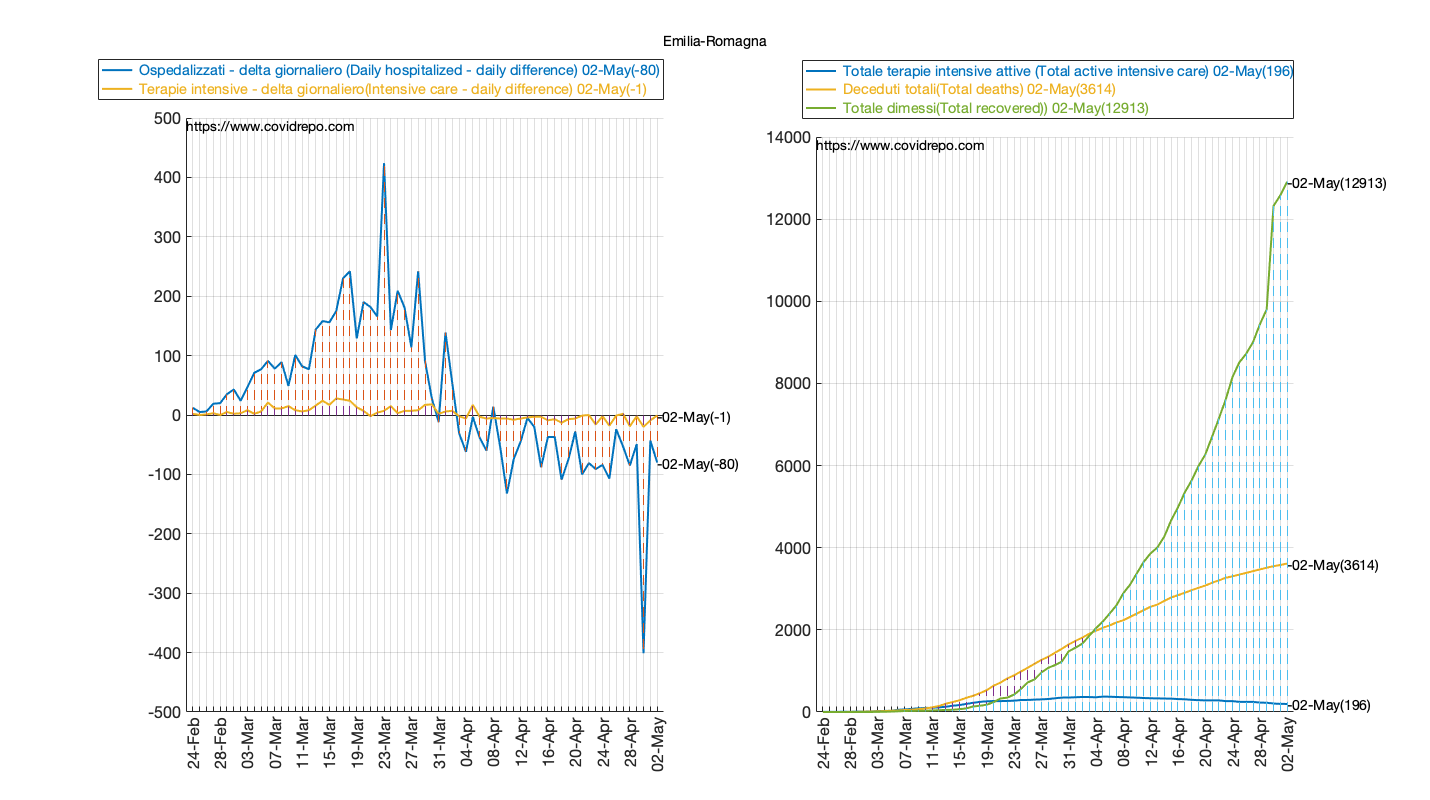 Emilia-Romagna
Ospedalizzati - delta giornaliero (Daily hospitalized - daily difference) 02-May(-80)
Terapie intensive - delta giornaliero(Intensive care - daily difference) 02-May(-1)
https://www.covidrepo.com
500
400
300
200
100
0
-100
-200
-300
-400
-500
02-May(-1)
02-May(-80)
24-Feb
28-Feb
03-Mar
07-Mar
11-Mar
15-Mar
19-Mar
23-Mar
27-Mar
31-Mar
04-Apr
08-Apr
12-Apr
16-Apr
20-Apr
24-Apr
28-Apr
02-May
Totale terapie intensive attive (Total active intensive care) 02-May(196)
Deceduti totali(Total deaths) 02-May(3614)
Totale dimessi(Total recovered)) 02-May(12913)
https://www.covidrepo.com
14000
12000
10000
8000
6000
4000
2000
0
02-May(12913)
02-May(3614)
02-May(196)
24-Feb
28-Feb
03-Mar
07-Mar
11-Mar
15-Mar
19-Mar
23-Mar
27-Mar
31-Mar
04-Apr
08-Apr
12-Apr
16-Apr
20-Apr
24-Apr
28-Apr
02-May